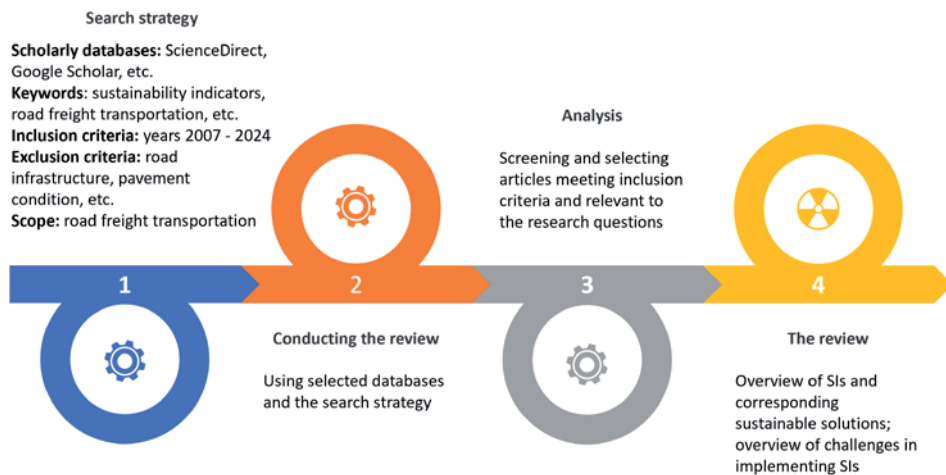 Search strategy
Scholarly databases: ScienceDirect,
Google Scholar, etc.
Keywords: sustainability indicators,
road freight transportation, etc.
Inclusion criteria: years 2007 - 2024
Exclusion criteria: road
infrastructure, pavement
condition, etc.
Scope: road freight transportation
1
2
Conducting the review
Using selected databases
and the search strategy
Analysis
Screening and selecting
articles meeting inclusion
criteria and relevant to
the research questions
3
4
The review
Overview of SIs and
corresponding
sustainable solutions;
overview of challenges in
implementing SIs